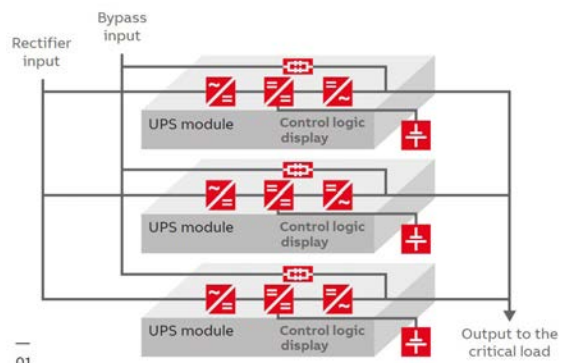 Bypass
input
Rectifier
input
UPS module
Control logic
display
UPS module
Control logic
display
UPS module
Control logic
display
Output to the
critical load
01